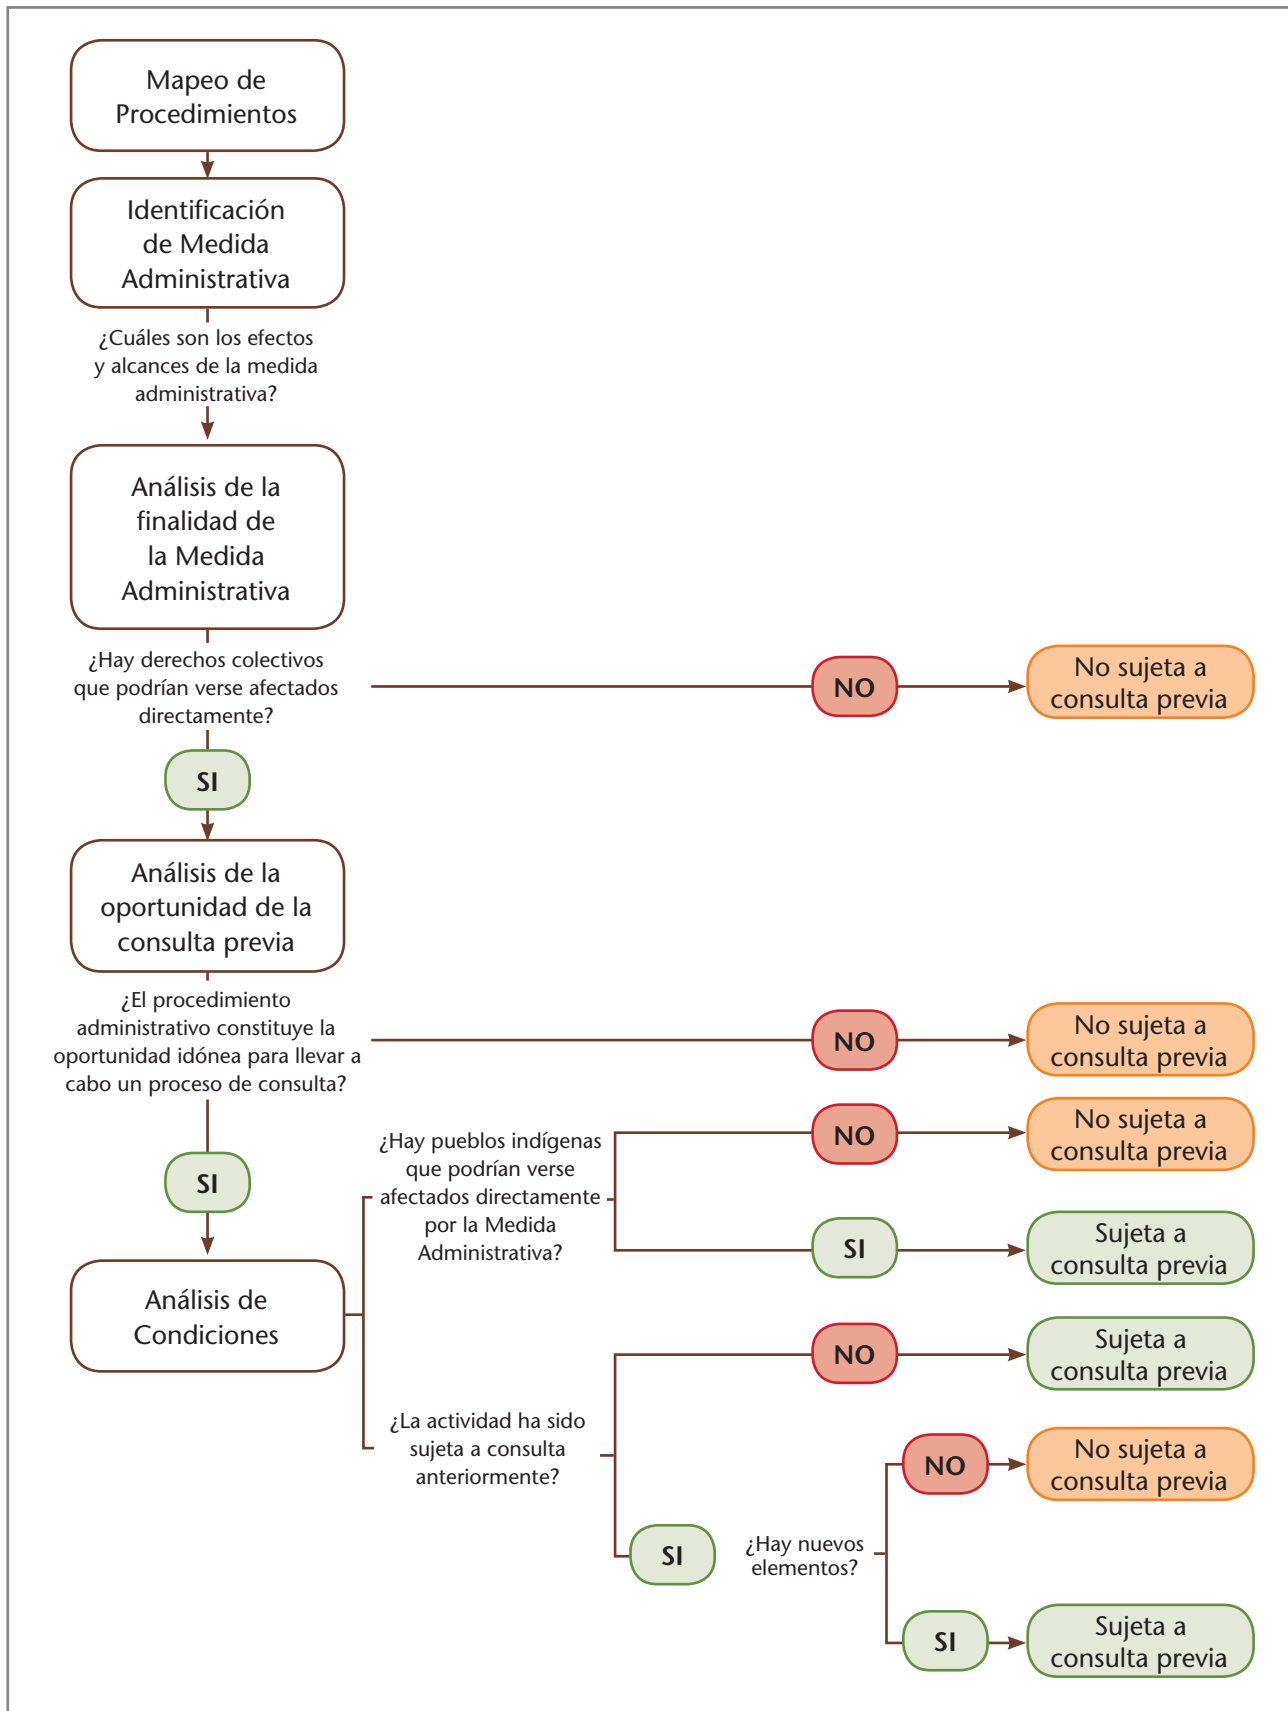 Mapeo de
Procedimientos
Identificación
de Medida
Administrativa
¿Cuáles son los efectos
y alcances de la medida
administrativa?
Análisis de la
finalidad de
la Medida
Administrativa
¿Hay derechos colectivos
que podrían verse afectados
directamente?
NO
No sujeta a
consulta previa
SI
Análisis de la
oportunidad de la
consulta previa
¿El procedimiento
administrativo constituye la
oportunidad idónea para llevar a
cabo un proceso de consulta?
NO
No sujeta a
consulta previa
SI
Análisis de
Condiciones
¿Hay pueblos indígenas
que podrían verse
afectados directamente
por la Medida
Administrativa?
NO
No sujeta a
consulta previa
SI
Sujeta a
consulta previa
¿La actividad ha sido
sujeta a consulta
anteriormente?
NO
Sujeta a
consulta previa
SI
¿Hay nuevos
elementos?
NO
No sujeta a
consulta previa
SI
Sujeta a
consulta previa